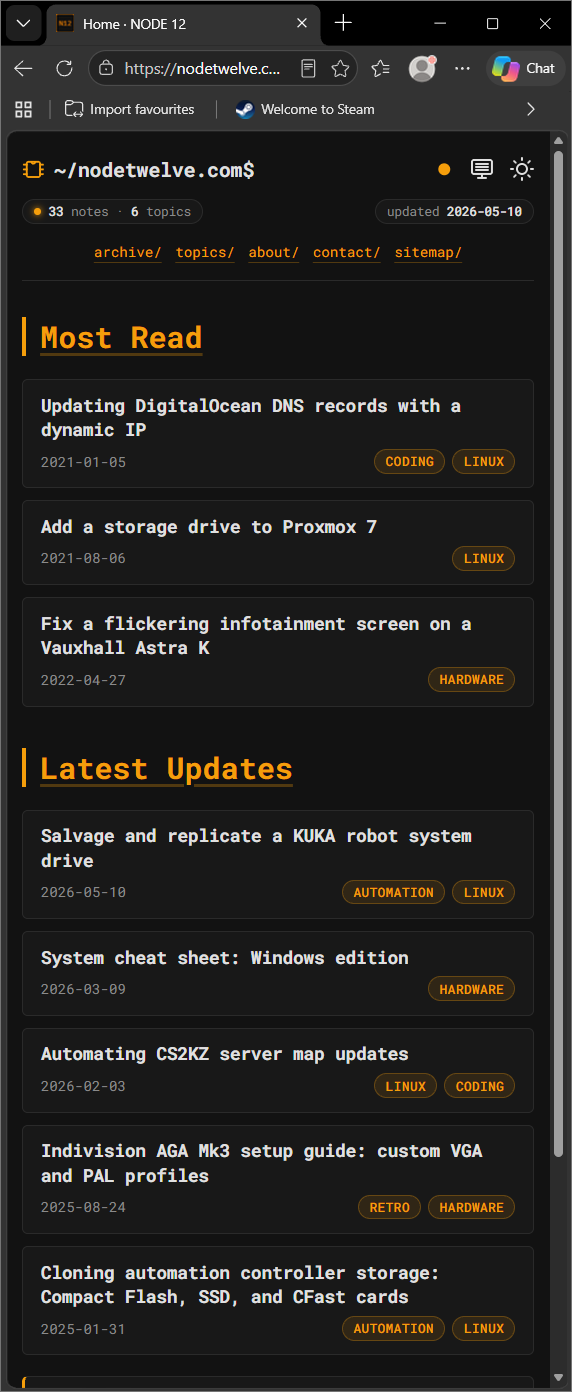 N12
Home · NODE 12
https://nodetwelve.c...
Chat
Import favourites
Welcome to Steam
~/nodetwelve.com$
33 notes · 6 topics
updated 2026-05-10
archive/ topics/ about/ contact/ sitemap/
Most Read
Updating DigitalOcean DNS records with a
dynamic IP
2021-01-05
CODING
LINUX
Add a storage drive to Proxmox 7
2021-08-06
LINUX
Fix a flickering infotainment screen on a
Vauxhall Astra K
2022-04-27
HARDWARE
Latest Updates
Salvage and replicate a KUKA robot system
drive
2026-05-10
AUTOMATION
LINUX
System cheat sheet: Windows edition
2026-03-09
HARDWARE
Automating CS2KZ server map updates
2026-02-03
LINUX
CODING
Indivision AGA Mk3 setup guide: custom VGA
and PAL profiles
2025-08-24
RETRO
HARDWARE
Cloning automation controller storage:
Compact Flash, SSD, and CFast cards
2025-01-31
AUTOMATION
LINUX